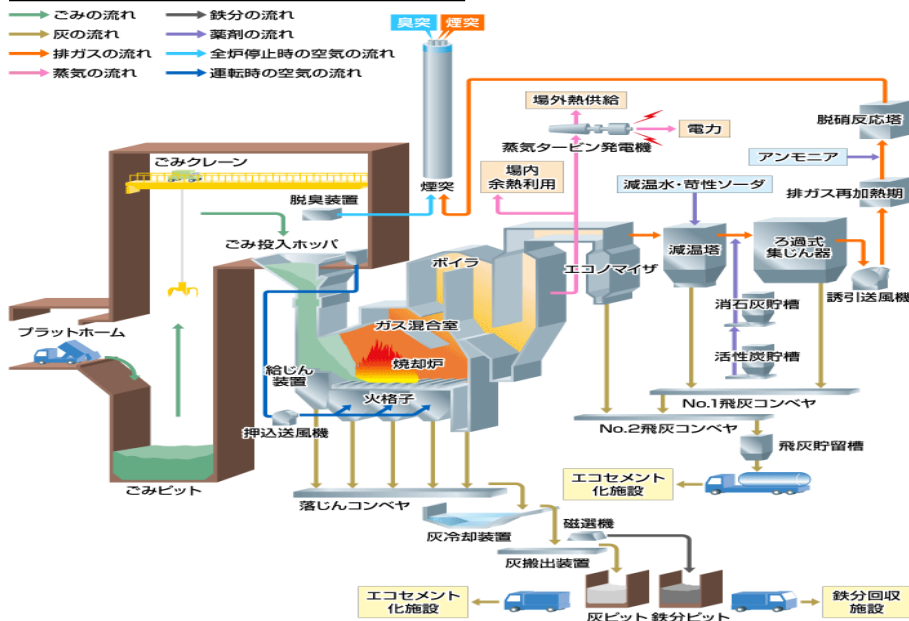 ごみの流れ
灰の流れ
排ガスの流れ
蒸気の流れ
鉄分の流れ
薬剤の流れ
全炉停止時の空気の流れ
運転時の空気の流れ
臭突
煙突
ごみクレーン
脱臭装置
煙突
場外熱供給
蒸気タービン発電機
電力
場内
余熱利用
減温水・苛性ソーダ
アンモニア
脱硝反応塔
排ガス再加熱期
ごみ投入ホッパ
ボイラ
エコノマイザ
減温塔
ろ過式
集じん器
誘引送風機
プラットホーム
ガス混合室
焼却炉
消石灰貯槽
活性炭貯槽
給じん
装置
火格子
押込送風機
No.1飛灰コンベヤ
No.2飛灰コンベヤ
飛灰貯留槽
ごみピット
エコセメント
化施設
落じんコンベヤ
灰冷却装置
磁選機
灰搬出装置
エコセメント
化施設
灰ピット
鉄分ピット
鉄分回収
施設